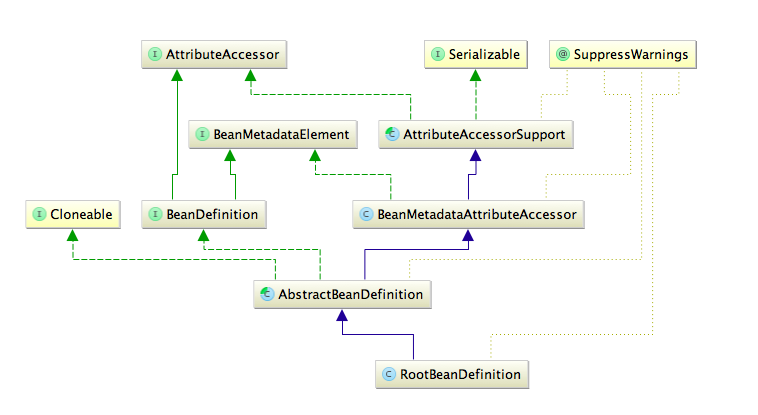 I AttributeAccessor
I Serializable
@ SuppressWarnings
I BeanMetadataElement
C AttributeAccessorSupport
I Cloneable
I BeanDefinition
C BeanMetadataAttributeAccessor
C AbstractBeanDefinition
C RootBeanDefinition